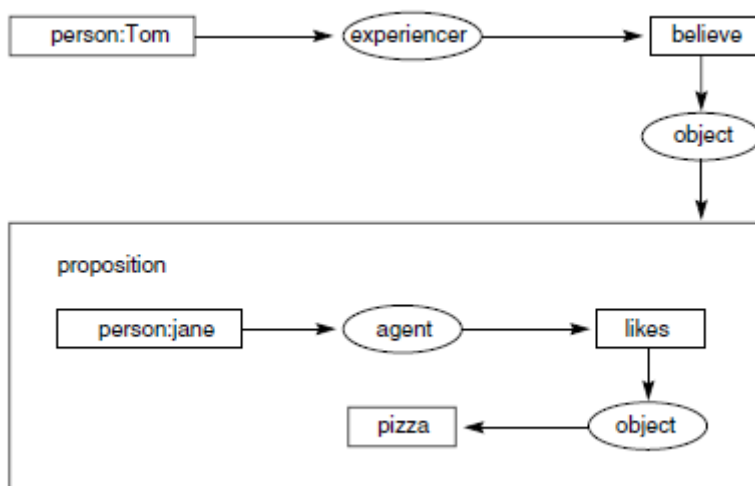 person:Tom
experiencer
believe
object
proposition
person:jane
agent
likes
pizza
object